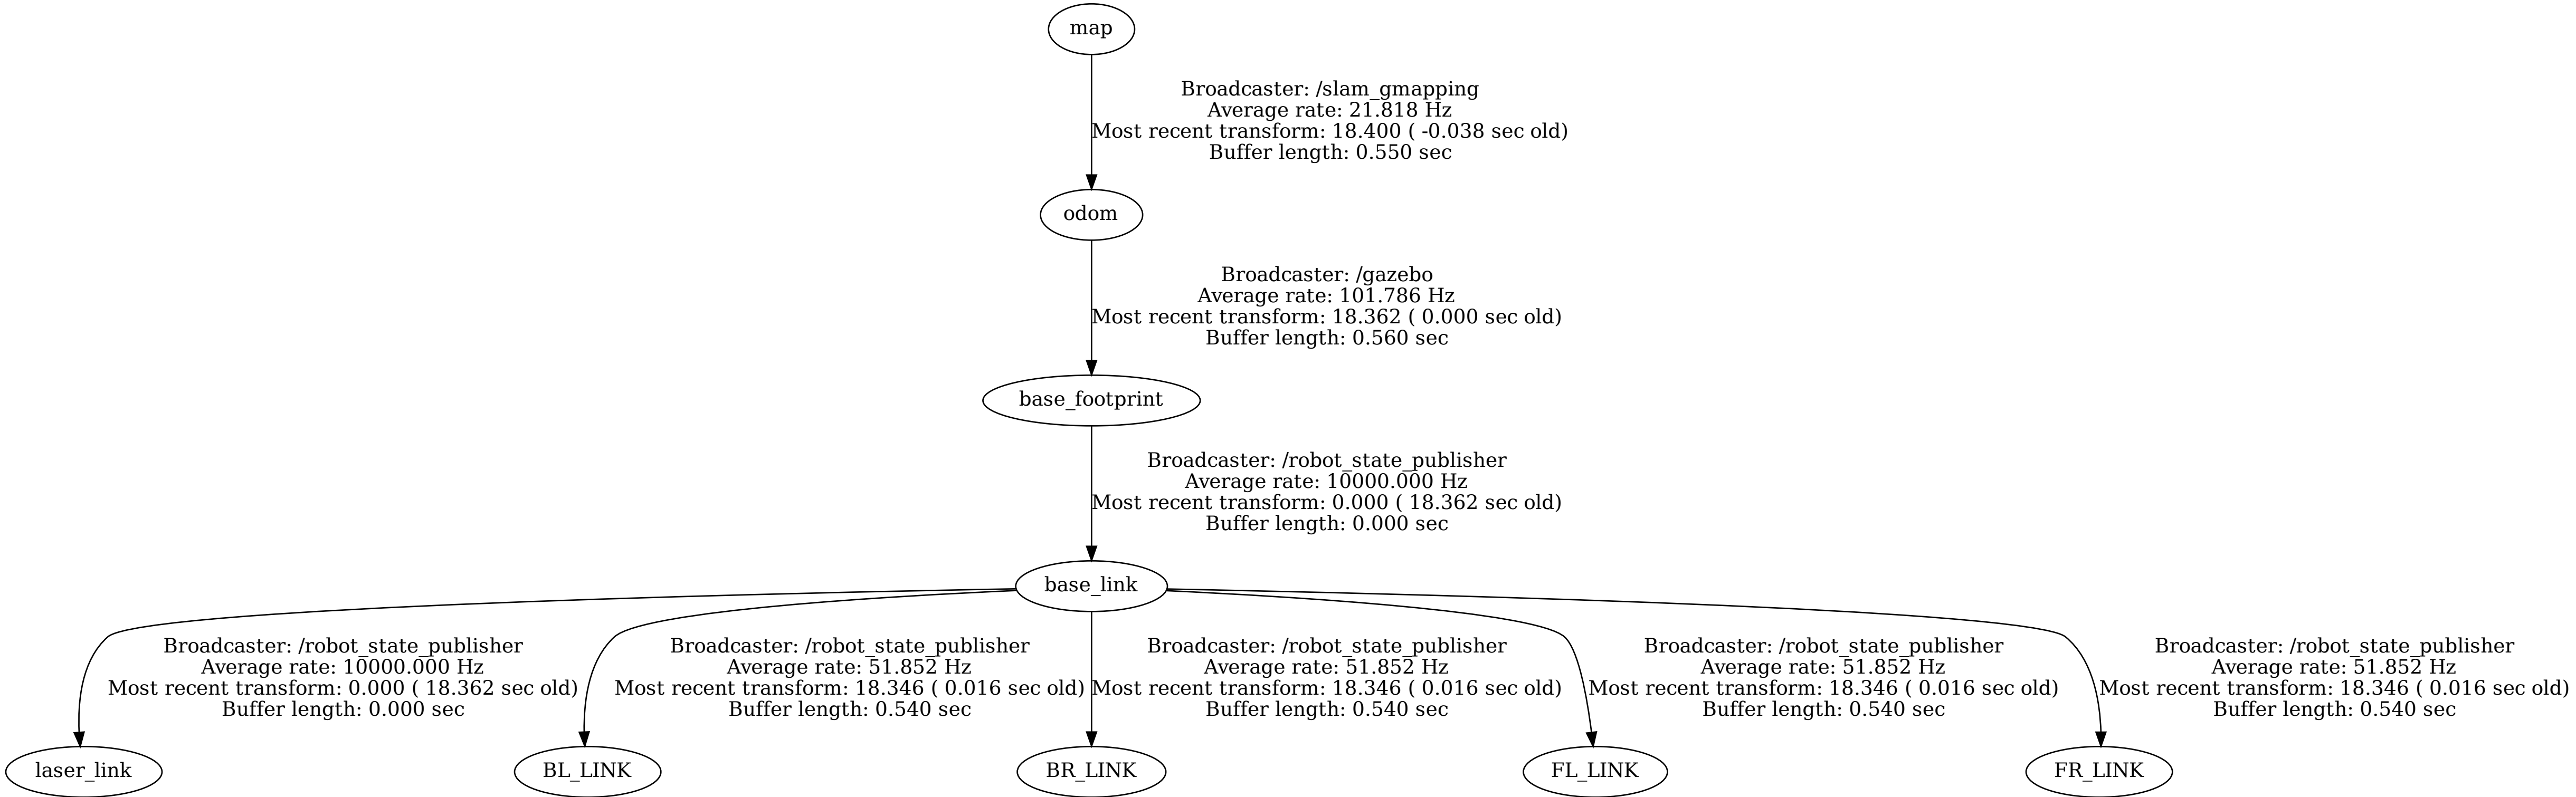 map
Broadcaster: /slam_gmapping
Average rate: 21.818 Hz
Most recent transform: 18.400 ( -0.038 sec old)
Buffer length: 0.550 sec
odom
Broadcaster: /gazebo
Average rate: 101.786 Hz
Most recent transform: 18.362 ( 0.000 sec old)
Buffer length: 0.560 sec
base_footprint
Broadcaster: /robot_state_publisher
Average rate: 10000.000 Hz
Most recent transform: 0.000 ( 18.362 sec old)
Buffer length: 0.000 sec
base_link
Broadcaster: /robot_state_publisher
Average rate: 10000.000 Hz
Most recent transform: 0.000 ( 18.362 sec old)
Buffer length: 0.000 sec
Broadcaster: /robot_state_publisher
Average rate: 51.852 Hz
Most recent transform: 18.346 ( 0.016 sec old)
Buffer length: 0.540 sec
Broadcaster: /robot_state_publisher
Average rate: 51.852 Hz
Most recent transform: 18.346 ( 0.016 sec old)
Buffer length: 0.540 sec
Broadcaster: /robot_state_publisher
Average rate: 51.852 Hz
Most recent transform: 18.346 ( 0.016 sec old)
Buffer length: 0.540 sec
Broadcaster: /robot_state_publisher
Average rate: 51.852 Hz
Most recent transform: 18.346 ( 0.016 sec old)
Buffer length: 0.540 sec
laser_link
BL_LINK
BR_LINK
FL_LINK
FR_LINK